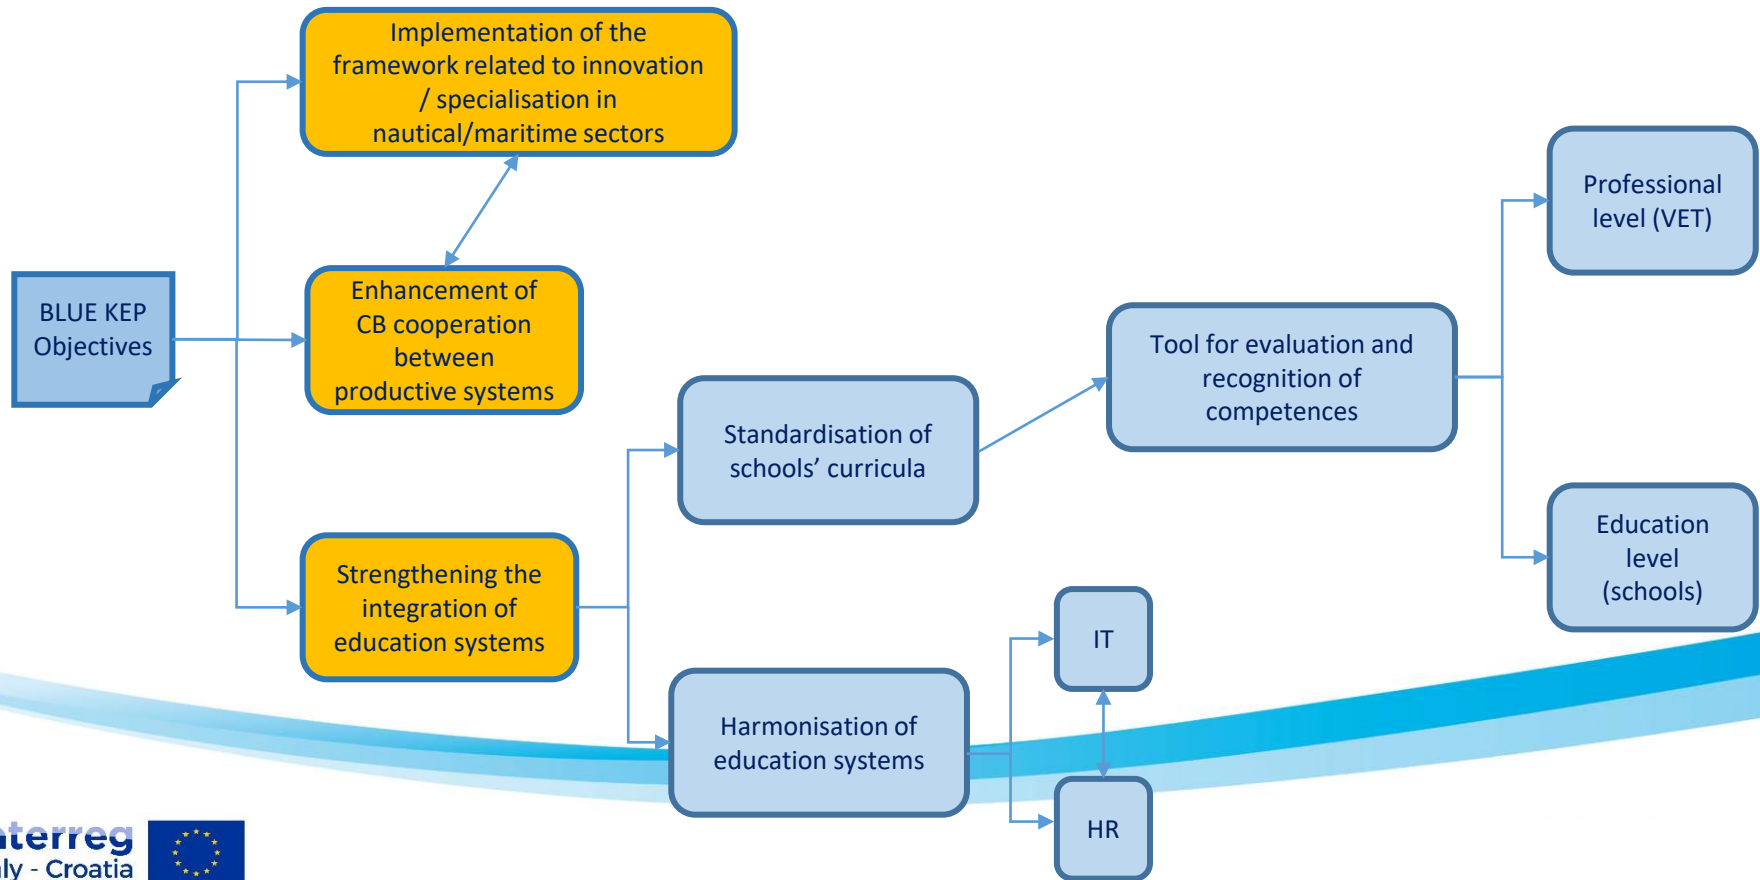 Implementation of the
framework related to innovation
/ specialisation in
nautical/maritime sectors
BLUE KEP
Objectives
Enhancement of
CB cooperation
between
productive systems
Strengthening the
integration of
education systems
Standardisation of
schools’ curricula
Harmonisation of
education systems
IT
HR
Tool for evaluation and
recognition of
competences
Professional
level (VET)
Education
level
(schools)
nterreg
ly - Croatia